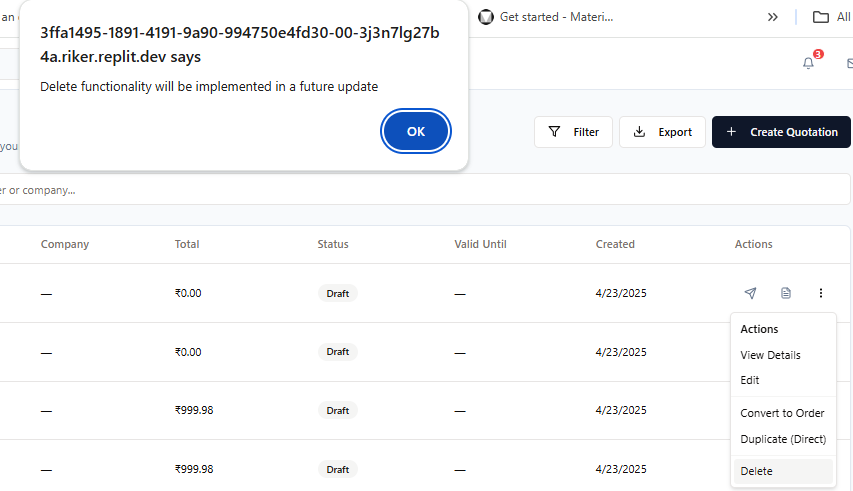 an
Get started - Materi...
All
3ffa1495-1891-4191-9a90-994750e4fd30-00-3j3n7lg27b
4a.riker.replit.dev says
Delete functionality will be implemented in a future update
OK
3
you
Filter
Export
+ Create Quotation
er or company...
Company Total Status Valid Until Created Actions
— ₹0.00 Draft — 4/23/2025
— ₹0.00 Draft — 4/23/2025
— ₹999.98 Draft — 4/23/2025
— ₹999.98 Draft — 4/23/2025
Actions
View Details
Edit
Convert to Order
Duplicate (Direct)
Delete